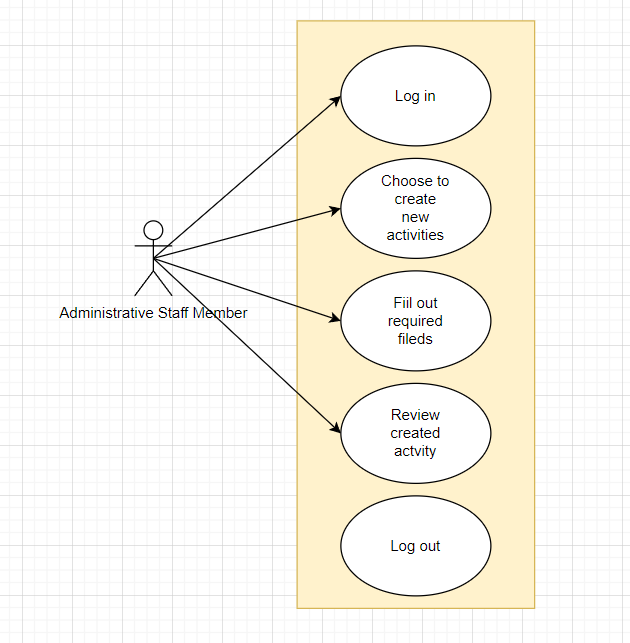 Log in
Choose to
create
new
activities
Administrative Staff Member
Fiil out
required
fileds
Review
created
actvity
Log out